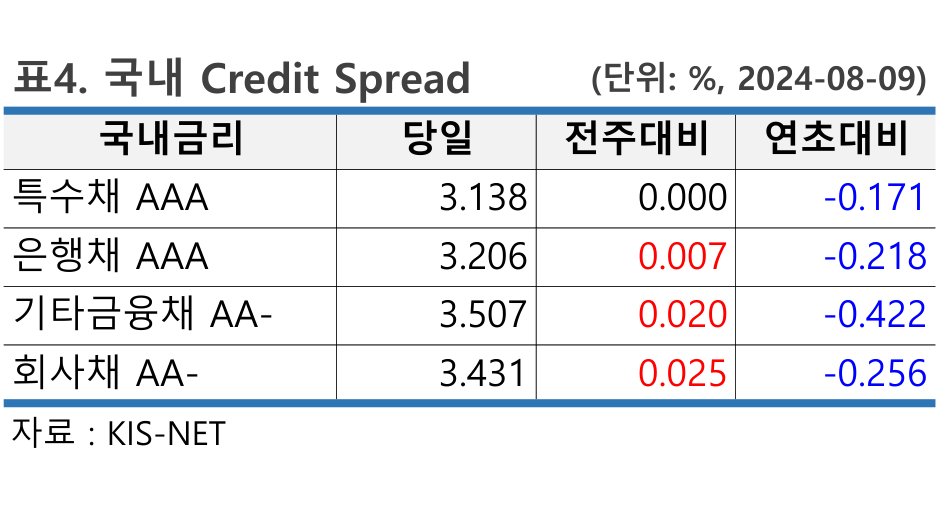 표4. 국내 Credit Spread (단위: %, 2024-08-09)
국내금리 당일 전주대비 연초대비
특수채 AAA 3.138 0.000 -0.171
은행채 AAA 3.206 0.007 -0.218
기타금융채 AA- 3.507 0.020 -0.422
회사채 AA- 3.431 0.025 -0.256
자료 : KIS-NET